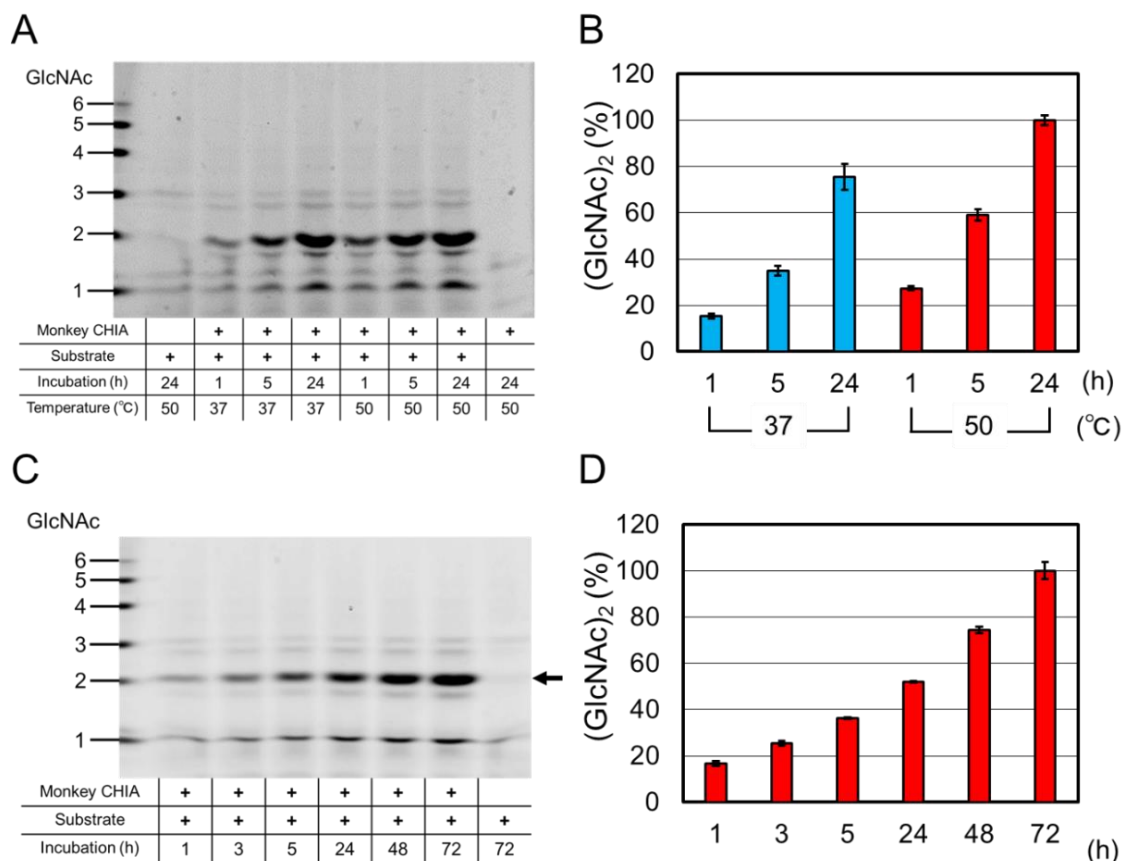 A
GlcNAc
6
5
4
3
2
1
Monkey CHIA + + + + + + +
Substrate + + + + + + +
Incubation (h) 24 1 5 24 1 5 24 24
Temperature (°C) 50 37 37 37 50 50 50 50
B
(GlcNAc)₂ (%)
120
100
80
60
40
20
0
1 5 24 1 5 24 (h)
37 50 (°C)
C
GlcNAc
6
5
4
3
2
1
Monkey CHIA + + + + + +
Substrate + + + + + + +
Incubation (h) 1 3 5 24 48 72 72
D
(GlcNAc)₂ (%)
120
100
80
60
40
20
0
1 3 5 24 48 72 (h)